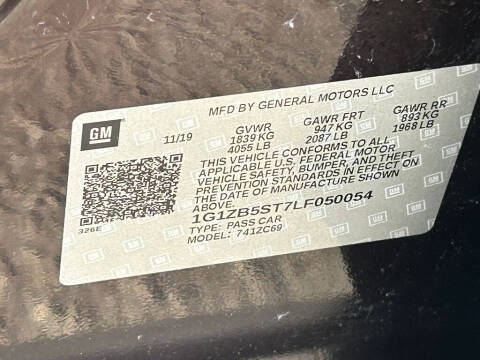 MFD BY GENERAL MOTORS LLC
GM
11/19 GVWR GAWR FRT GAWR RR
1839 KG 947 KG 893 KG
4055 LB 2087 LB 1968 LB
THIS VEHICLE CONFORMS TO ALL
APPLICABLE U.S. FEDERAL MOTOR
VEHICLE SAFETY, BUMPER, AND THEFT
PREVENTION STANDARDS IN EFFECT ON
THE DATE OF MANUFACTURE SHOWN
ABOVE.
326E
1G1ZB5ST7LF050054
TYPE: PASS CAR
MODEL: 741ZC69